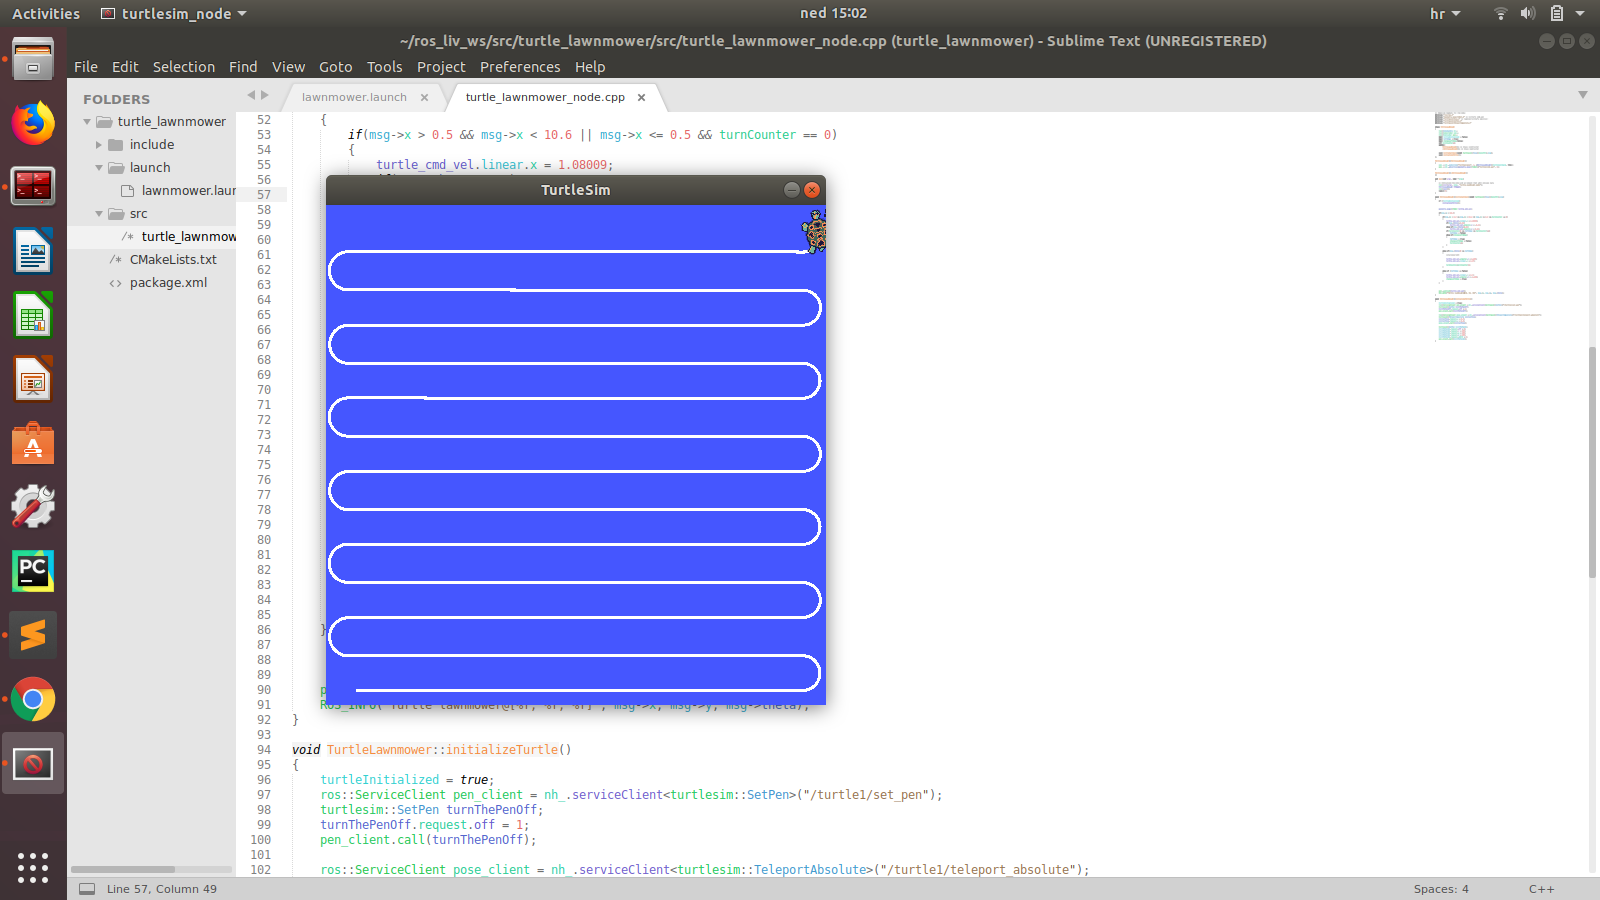 Activities turtlesim_node ned 15:02 hr
~/ros_liv_ws/src/turtle_lawnmower/src/turtle_lawnmower_node.cpp (turtle_lawnmower) - Sublime Text (UNREGISTERED)
File Edit Selection Find View Goto Tools Project Preferences Help
FOLDERS
turtle_lawnmower
include
launch
lawnmower.laun
src
/* turtle_lawnmow
/* CMakeLists.txt
<> package.xml
lawnmower.launch × turtle_lawnmower_node.cpp ×
52 {
53 if(msg->x > 0.5 && msg->x < 10.6 || msg->x <= 0.5 && turnCounter == 0)
54 {
55 turtle_cmd_vel.linear.x = 1.08009;
56
57
58
59
60
61
62
63
64
65
66
67
68
69
70
71
72
73
74
75
76
77
78
79
80
81
82
83
84
85
86 }
87
88
89
90 p
91 ROS_INFO("Turtle lawnmower@[%f, %f, %f]", msg->x, msg->y, msg->theta);
92 }
93
94 void TurtleLawnmower::initializeTurtle()
95 {
96 turtleInitialized = true;
97 ros::ServiceClient pen_client = nh_.serviceClient<turtlesim::SetPen>("/turtle1/set_pen");
98 turtlesim::SetPen turnThePenOff;
99 turnThePenOff.request.off = 1;
100 pen_client.call(turnThePenOff);
101
102 ros::ServiceClient pose_client = nh_.serviceClient<turtlesim::TeleportAbsolute>("/turtle1/teleport_absolute");
TurtleSim
PC
Line 57, Column 49 Spaces: 4 C++